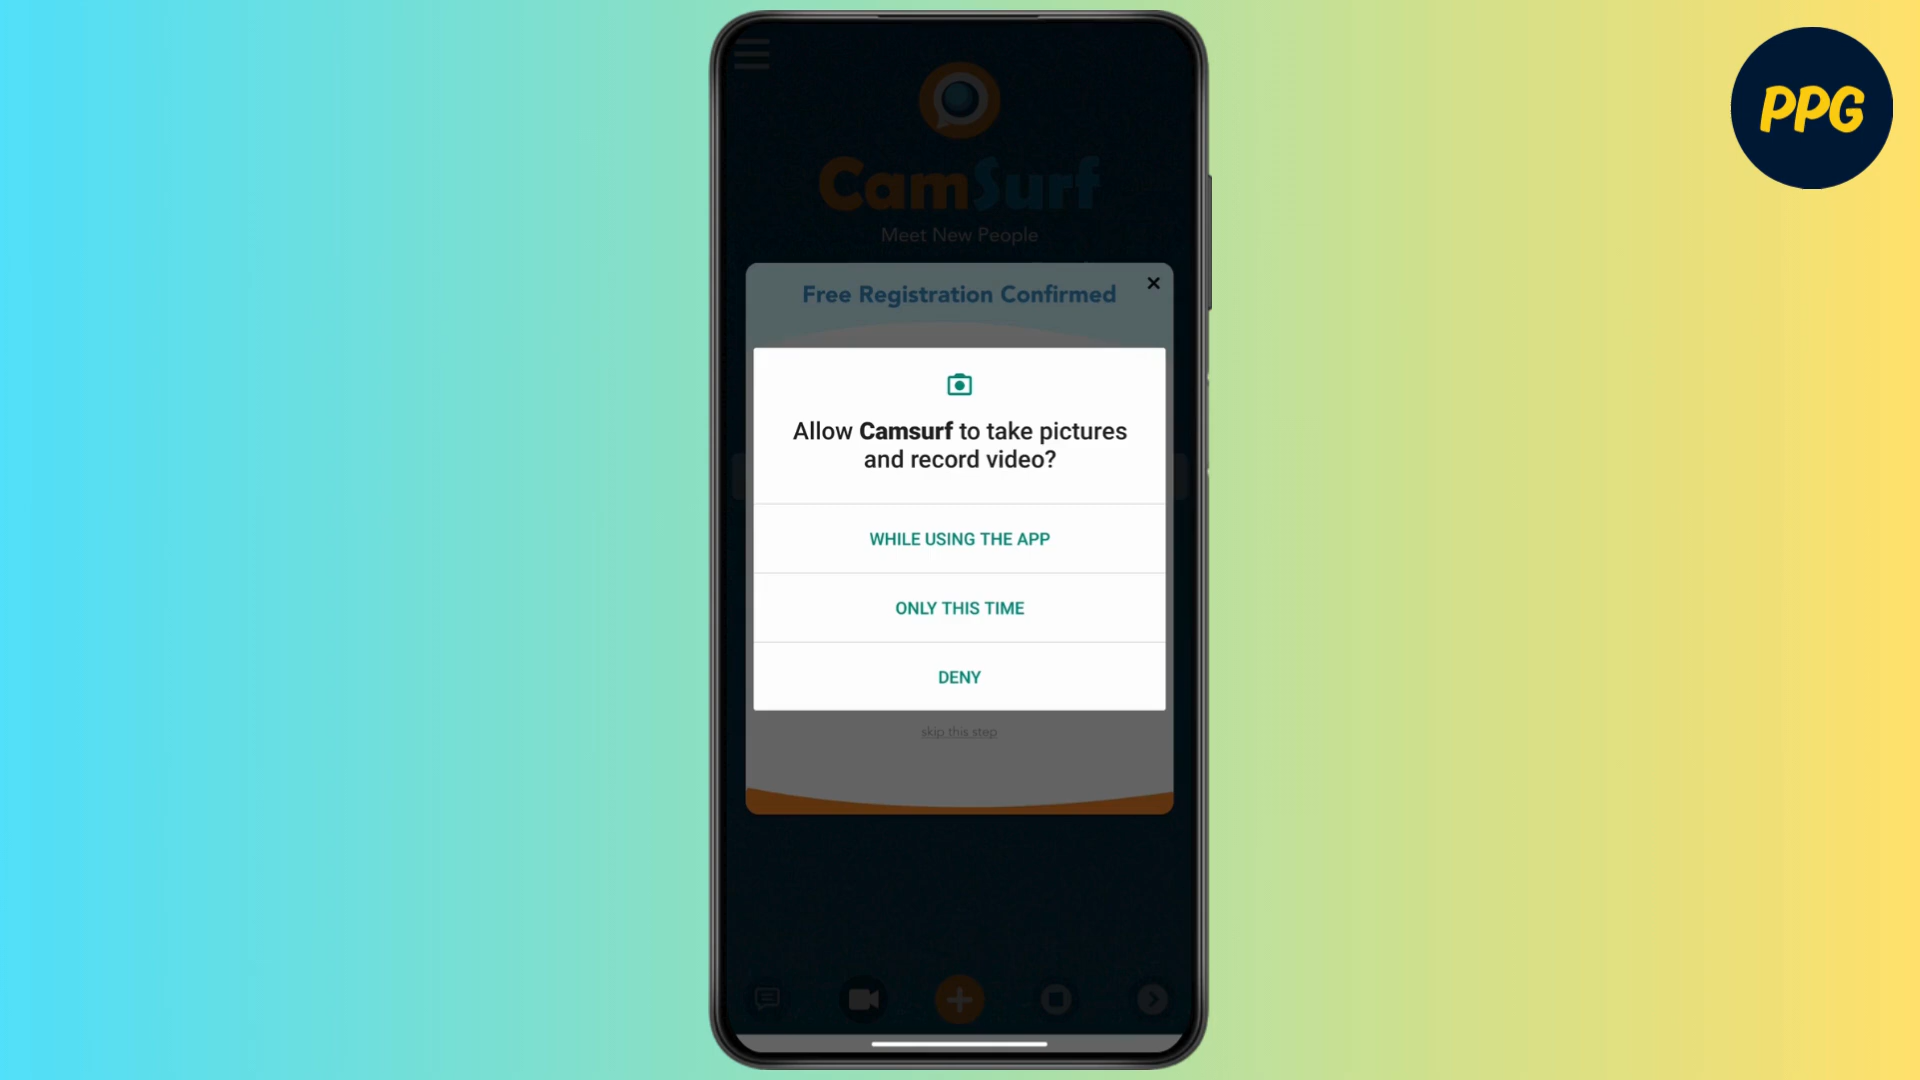 PPG
CamSurf
Meet New People
Free Registration Confirmed
Allow Camsurf to take pictures
and record video?
WHILE USING THE APP
ONLY THIS TIME
DENY
skip this step